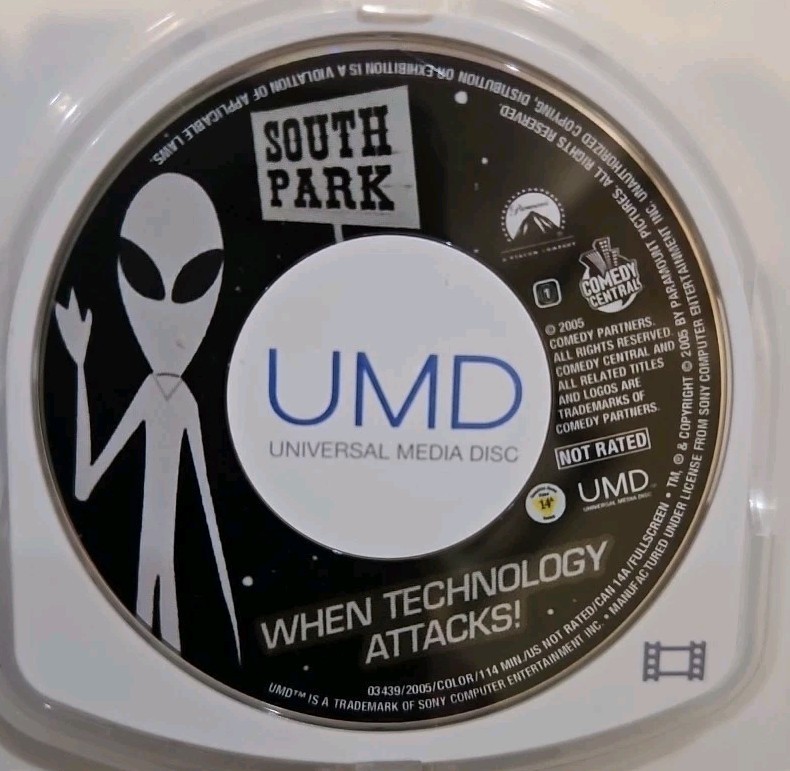 SOUTH
PARK
Paramount
A VIACOM COMPANY
1
COMEDY
CENTRAL
© 2005
COMEDY PARTNERS.
ALL RIGHTS RESERVED.
COMEDY CENTRAL AND
ALL RELATED TITLES
AND LOGOS ARE
TRADEMARKS OF
COMEDY PARTNERS.
NOT RATED
14A
UMD
UNIVERSAL MEDIA DISC
UMD
UNIVERSAL MEDIA DISC
WHEN TECHNOLOGY
ATTACKS!
03439/2005/COLOR/114 MIN./US NOT RATED/CAN 14A/FULLSCREEN • TM, ® & COPYRIGHT © 2005 BY PARAMOUNT PICTURES. ALL RIGHTS RESERVED.
UMD™ IS A TRADEMARK OF SONY COMPUTER ENTERTAINMENT INC. • MANUFACTURED UNDER LICENSE FROM SONY COMPUTER ENTERTAINMENT INC. UNAUTHORIZED COPYING, DISTRIBUTION OR EXHIBITION IS A VIOLATION OF APPLICABLE LAWS.